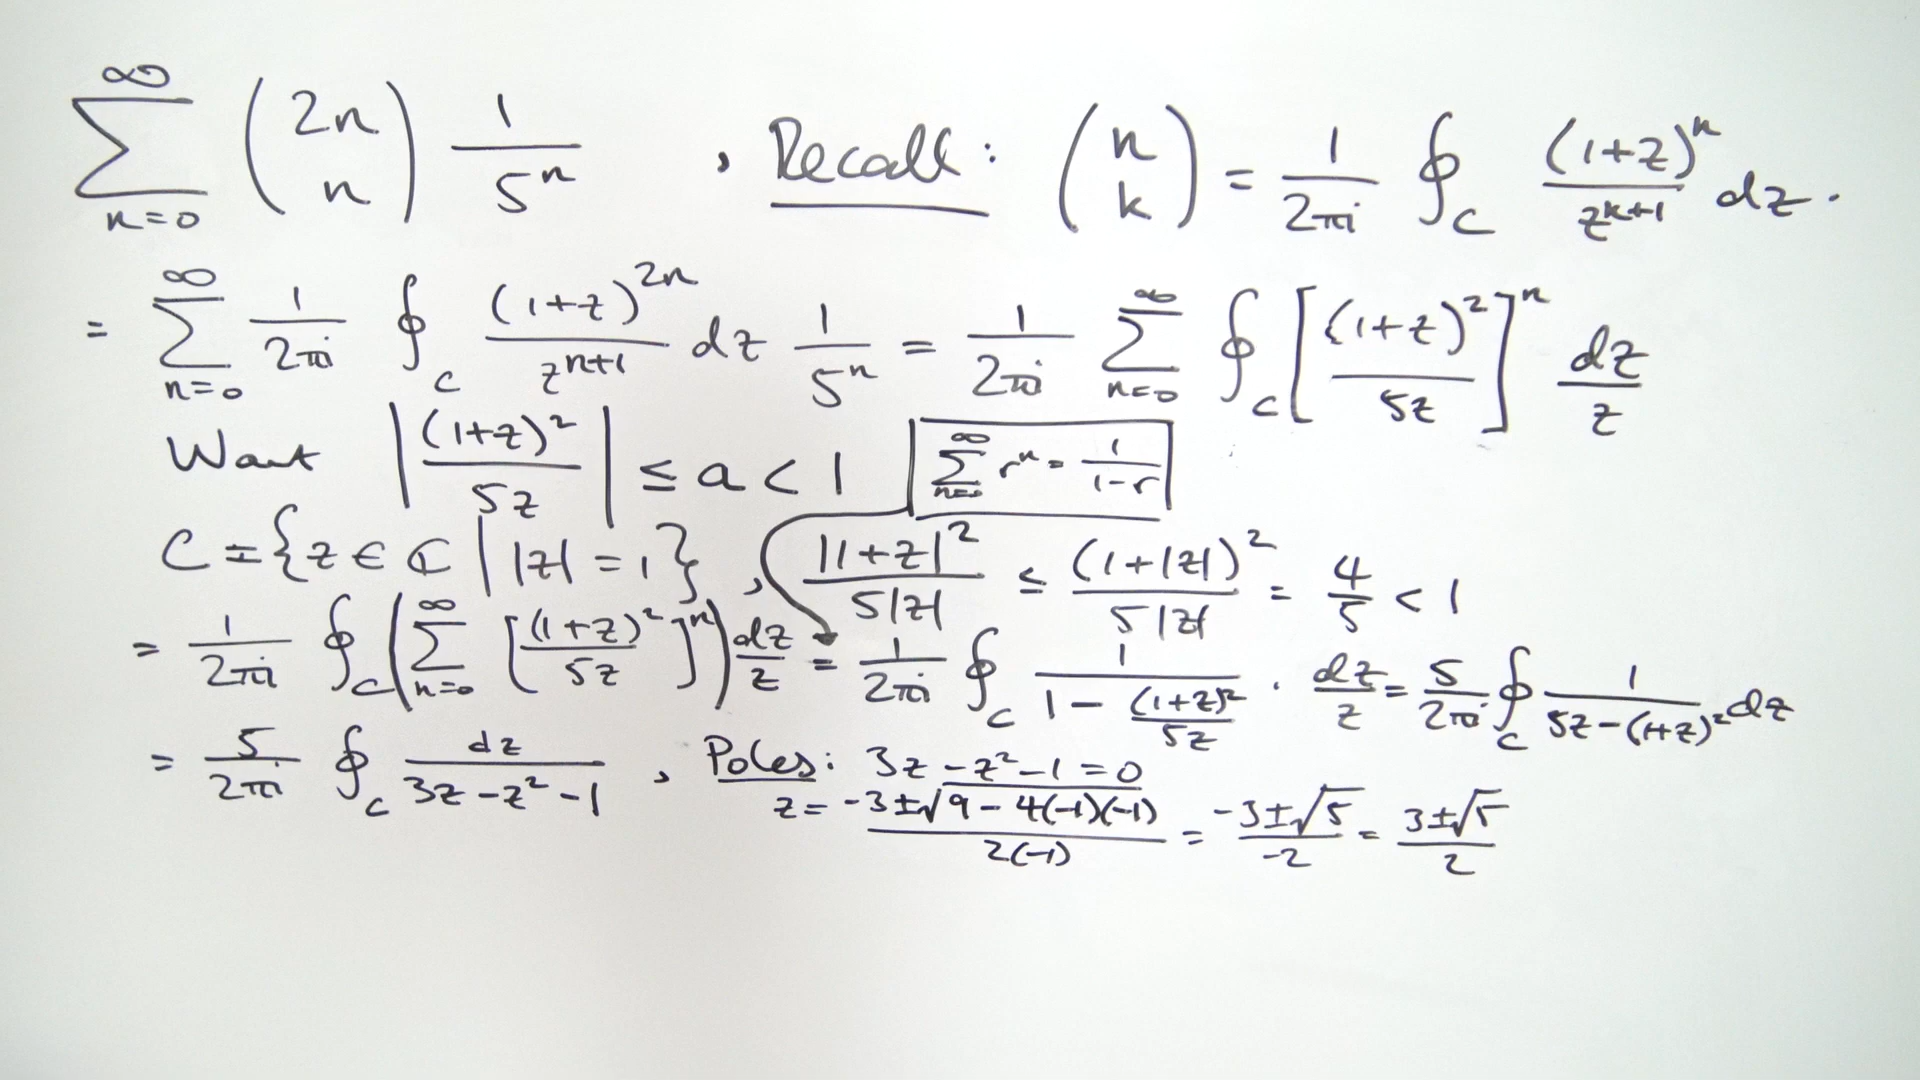 ∞∑n=0 (2n n) 1/5^n , Recall: (n k) = 1/2πi ∮_C (1+z)^n/z^{k+1} dz.
= ∞∑n=0 1/2πi ∮_C (1+z)^{2n}/z^{n+1} dz 1/5^n = 1/2πi ∞∑n=0 ∮_C [(1+z)^2/5z]^n dz/z
Want |(1+z)^2/5z| ≤ a < 1 ∞∑n=0 r^n = 1/1-r
C = {z ∈ ℂ | |z| = 1} , |1+z|^2/5|z| ≤ (1+|z|)^2/5|z| = 4/5 < 1
= 1/2πi ∮_C (∞∑n=0 [(1+z)^2/5z]^n) dz/z = 1/2πi ∮_C 1/(1 - (1+z)^2/5z) · dz/z = 5/2πi ∮_C 1/(5z-(1+z)^2) dz
= 5/2πi ∮_C dz/(3z-z^2-1) , Poles: 3z-z^2-1=0
z = (-3±√(9-4(-1)(-1)))/2(-1) = (-3±√5)/-2 = (3±√5)/2